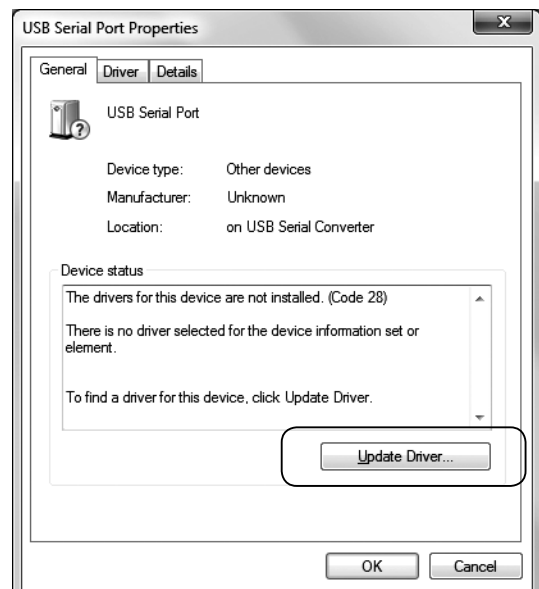 USB Serial Port Properties
x
General Driver Details
USB Serial Port
Device type: Other devices
Manufacturer: Unknown
Location: on USB Serial Converter
Device status
The drivers for this device are not installed. (Code 28)
There is no driver selected for the device information set or
element.
To find a driver for this device, click Update Driver.
Update Driver...
OK Cancel